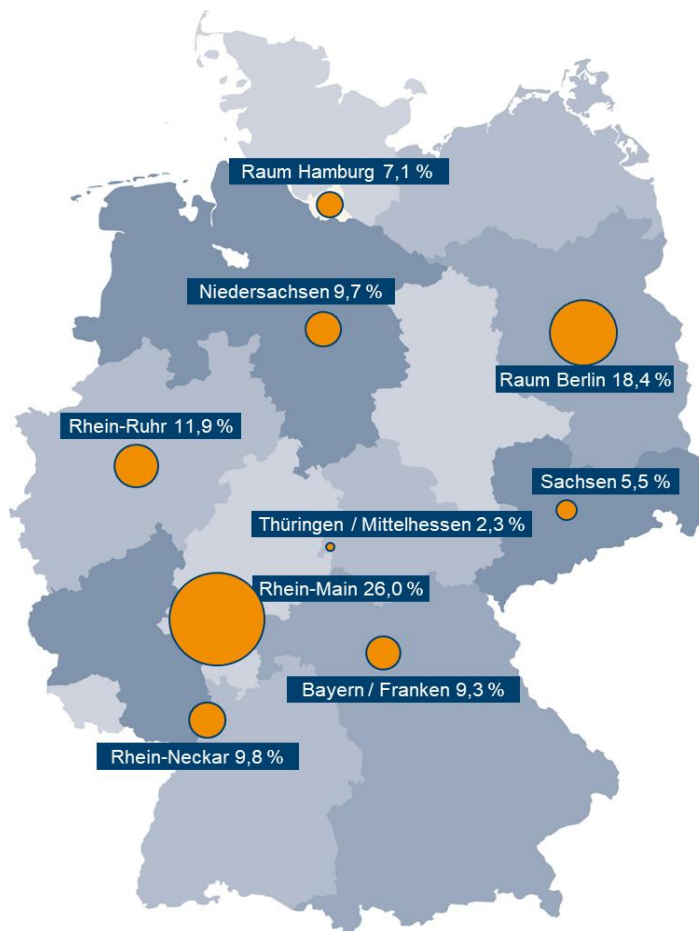 Raum Hamburg 7,1 %
Niedersachsen 9,7 %
Raum Berlin 18,4 %
Rhein-Ruhr 11,9 %
Sachsen 5,5 %
Thüringen / Mittelhessen 2,3 %
Rhein-Main 26,0 %
Bayern / Franken 9,3 %
Rhein-Neckar 9,8 %